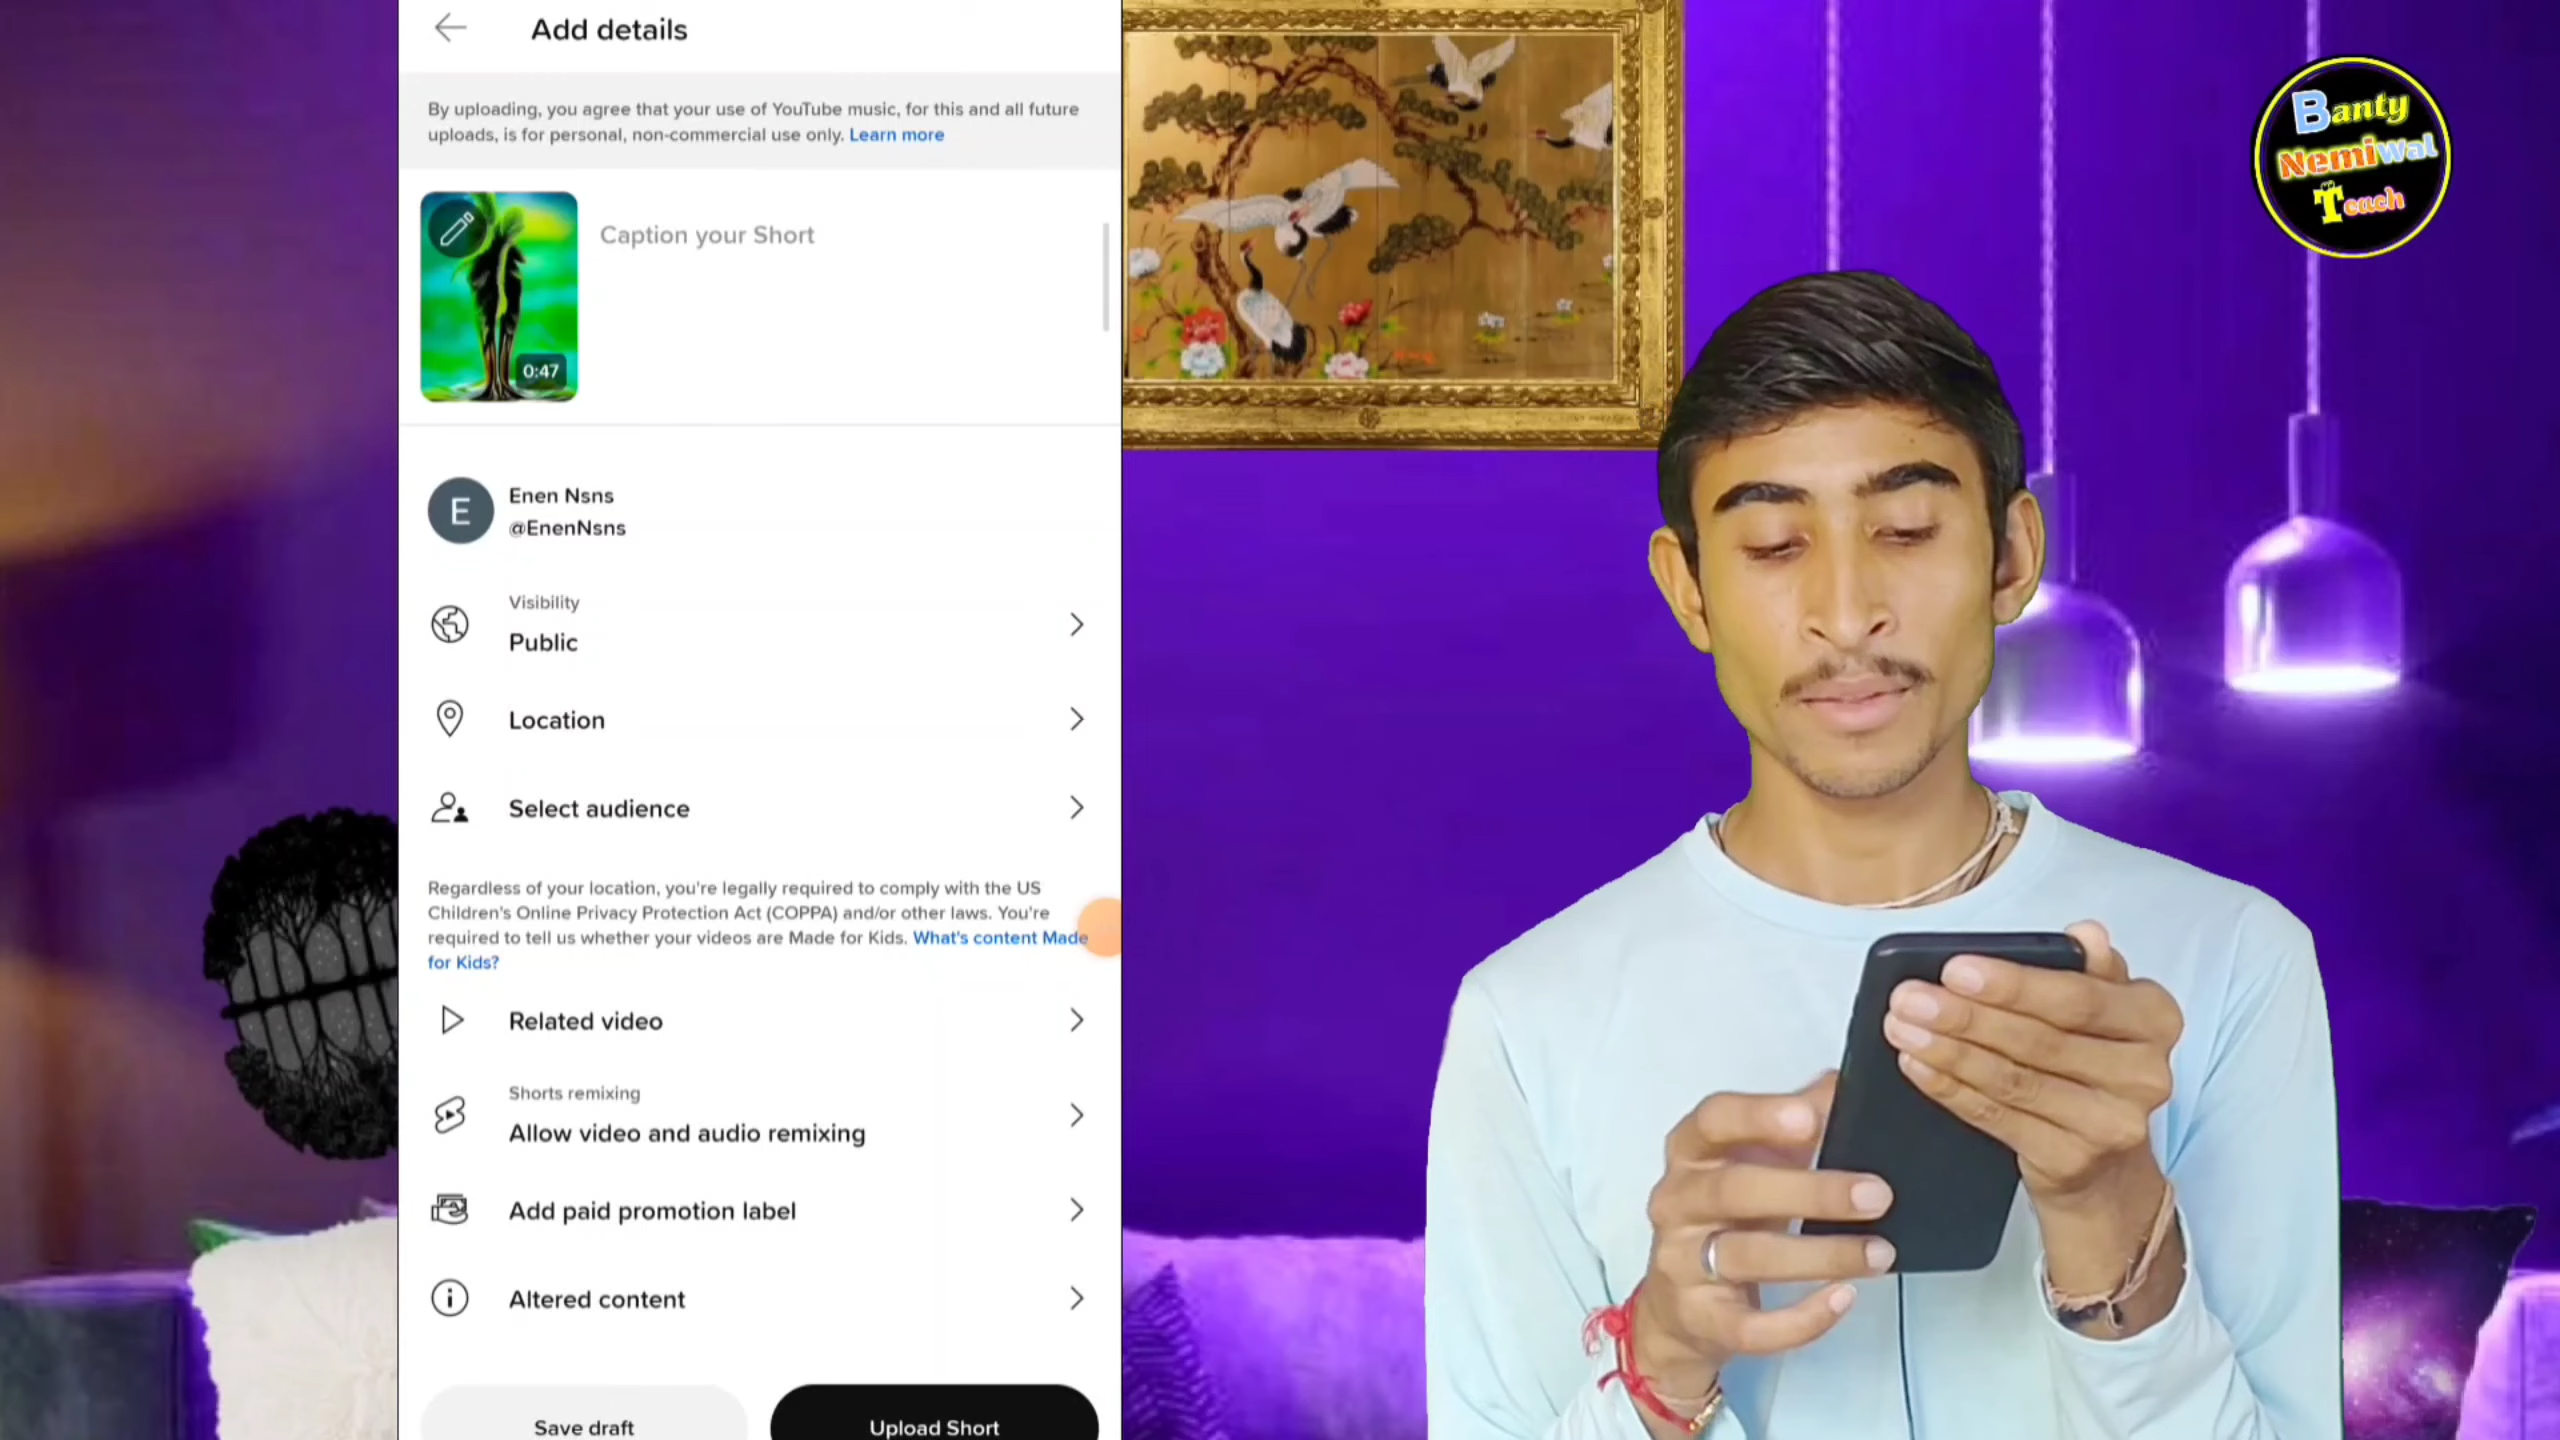 Add details
By uploading, you agree that your use of YouTube music, for this and all future
uploads, is for personal, non-commercial use only. Learn more
Caption your Short
0:47
E
Enen Nsns
@EnenNsns
Visibility
Public
Location
Select audience
Regardless of your location, you're legally required to comply with the US
Children's Online Privacy Protection Act (COPPA) and/or other laws. You're
required to tell us whether your videos are Made for Kids. What's content Made
for Kids?
Related video
Shorts remixing
Allow video and audio remixing
Add paid promotion label
Altered content
Save draft
Upload Short
Banty
Nemiwal
Teach